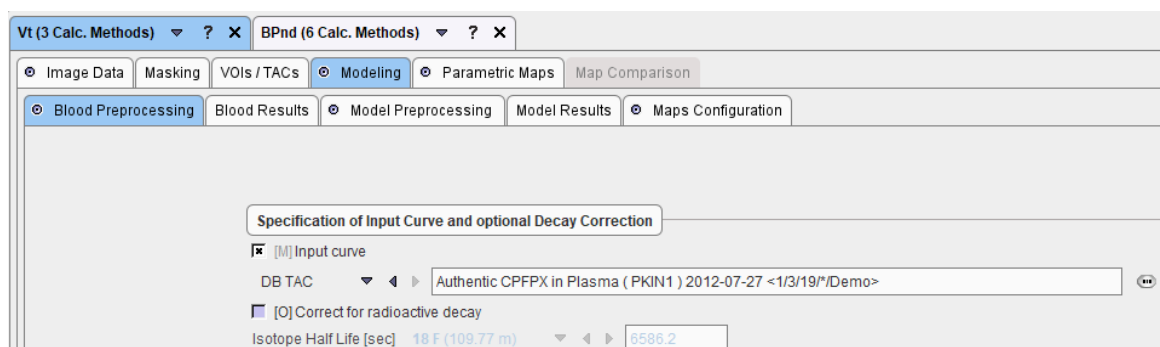 Vt (3 Calc. Methods) ? BPnd (6 Calc. Methods) ?
Image Data Masking VOIs / TACs Modeling Parametric Maps Map Comparison
Blood Preprocessing Blood Results Model Preprocessing Model Results Maps Configuration
Specification of Input Curve and optional Decay Correction
[M] Input curve
DB TAC Authentic CPFPX in Plasma ( PKIN1 ) 2012-07-27 <1/3/19/*/Demo>
[O] Correct for radioactive decay
Isotope Half Life [sec] 18 F (109.77 m) 6586.2